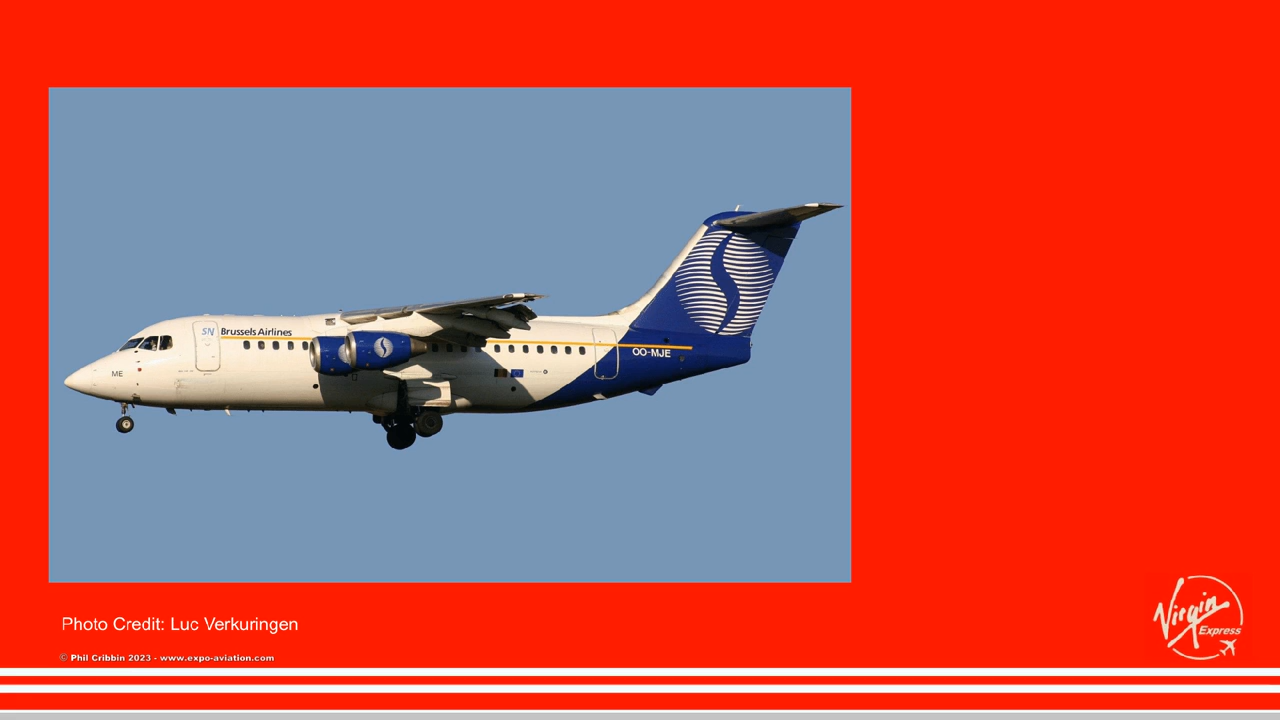 SN Brussels Airlines
OO-MJE
ME
Photo Credit: Luc Verkuringen
© Phil Cribbin 2023 - www.expo-aviation.com
Virgin
Express